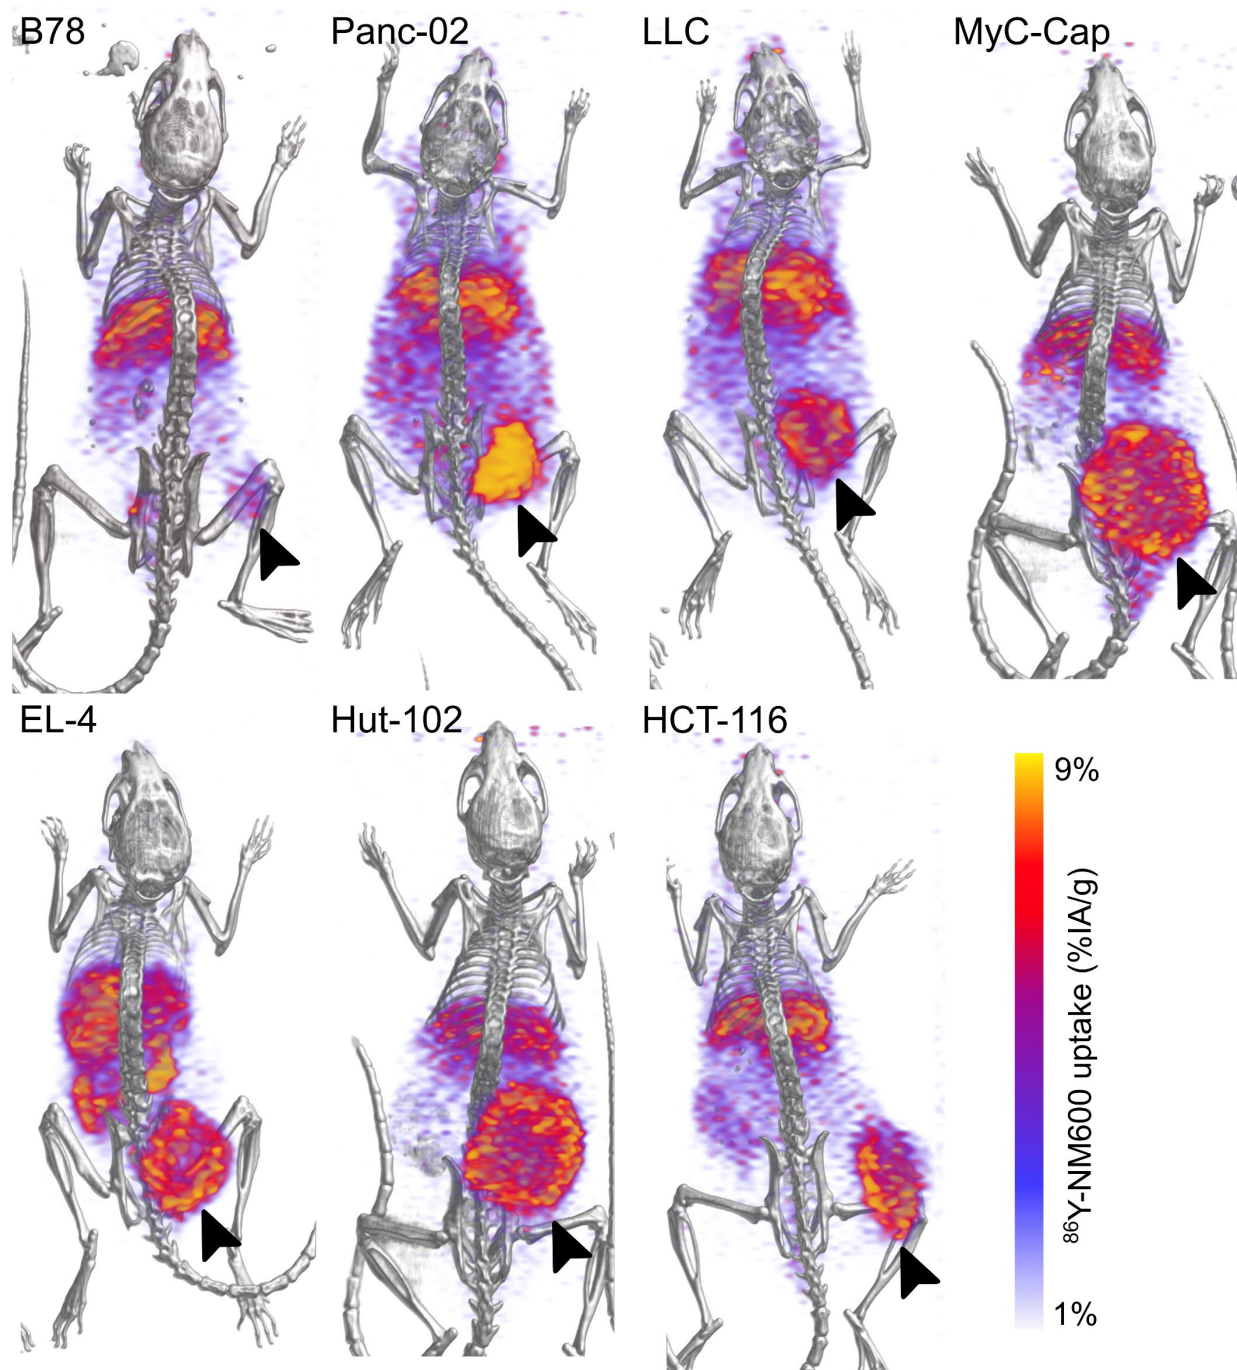 B78
Panc-02
LLC
MyC-Cap
EL-4
Hut-102
HCT-116
9%
⁸⁶Y-NM600 uptake (%IA/g)
1%